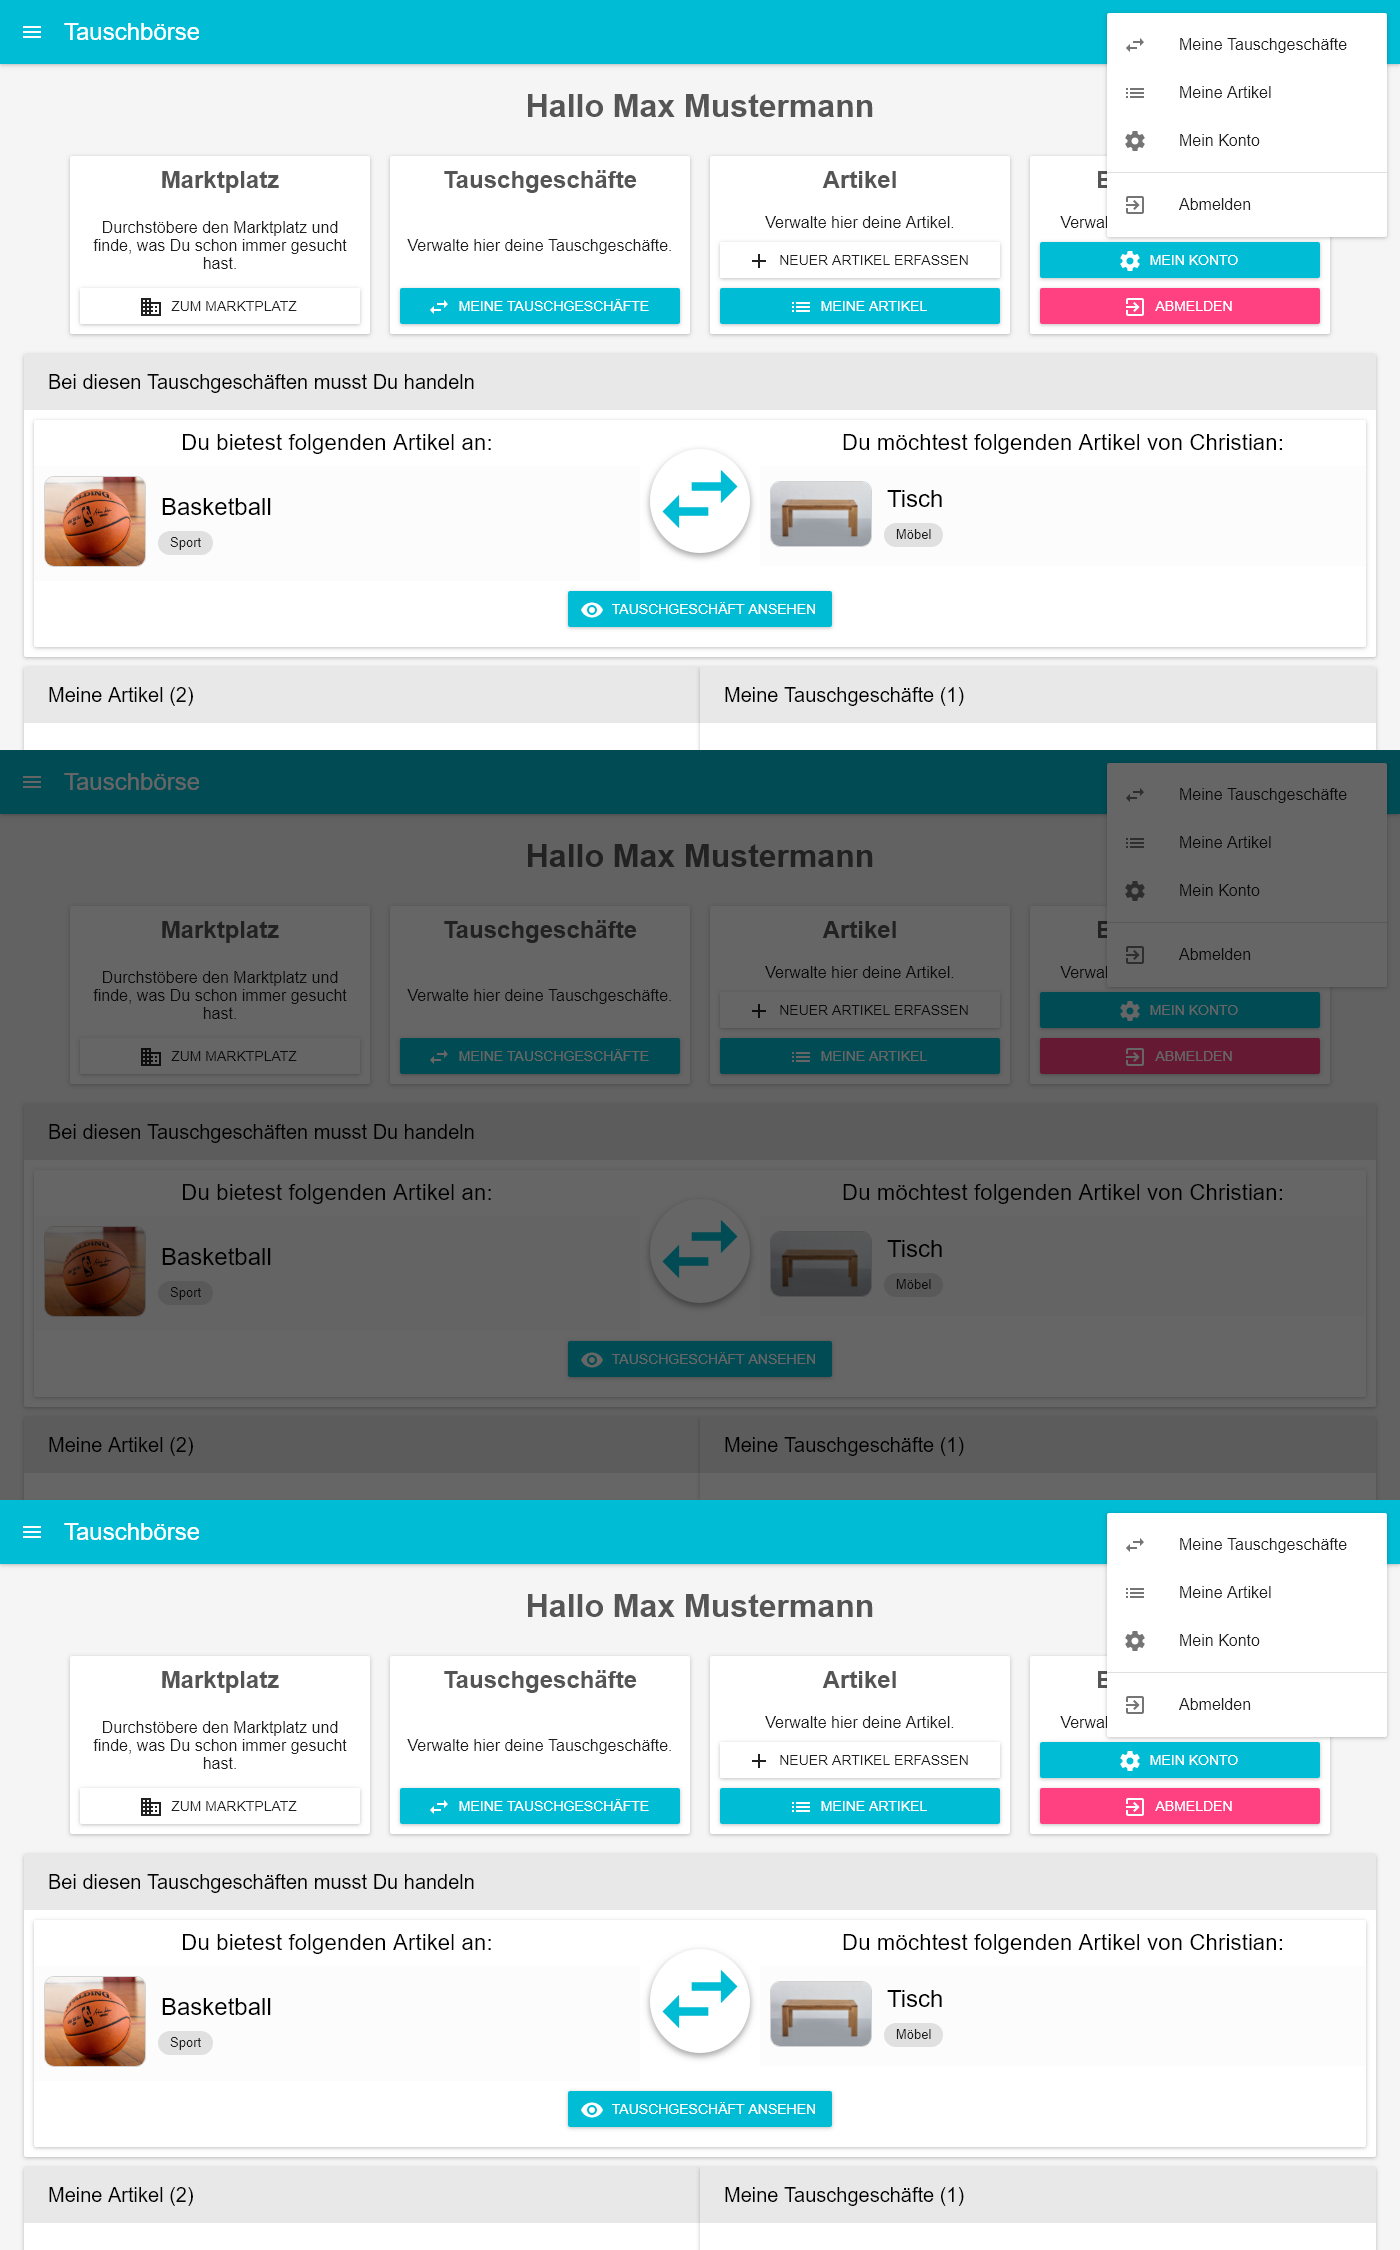 Tauschbörse
Meine Tauschgeschäfte
Meine Artikel
Mein Konto
Abmelden
Hallo Max Mustermann
Marktplatz
Durchstöbere den Marktplatz und
finde, was Du schon immer gesucht
hast.
ZUM MARKTPLATZ
Tauschgeschäfte
Verwalte hier deine Tauschgeschäfte.
MEINE TAUSCHGESCHÄFTE
Artikel
Verwalte hier deine Artikel.
NEUER ARTIKEL ERFASSEN
MEINE ARTIKEL
MEIN KONTO
ABMELDEN
Bei diesen Tauschgeschäften musst Du handeln
Du bietest folgenden Artikel an:
Basketball
Sport
Du möchtest folgenden Artikel von Christian:
Tisch
Möbel
TAUSCHGESCHÄFT ANSEHEN
Meine Artikel (2)
Meine Tauschgeschäfte (1)
Tauschbörse
Meine Tauschgeschäfte
Meine Artikel
Mein Konto
Abmelden
Hallo Max Mustermann
Marktplatz
Durchstöbere den Marktplatz und
finde, was Du schon immer gesucht
hast.
ZUM MARKTPLATZ
Tauschgeschäfte
Verwalte hier deine Tauschgeschäfte.
MEINE TAUSCHGESCHÄFTE
Artikel
Verwalte hier deine Artikel.
NEUER ARTIKEL ERFASSEN
MEINE ARTIKEL
MEIN KONTO
ABMELDEN
Bei diesen Tauschgeschäften musst Du handeln
Du bietest folgenden Artikel an:
Basketball
Sport
Du möchtest folgenden Artikel von Christian:
Tisch
Möbel
TAUSCHGESCHÄFT ANSEHEN
Meine Artikel (2)
Meine Tauschgeschäfte (1)
Tauschbörse
Meine Tauschgeschäfte
Meine Artikel
Mein Konto
Abmelden
Hallo Max Mustermann
Marktplatz
Durchstöbere den Marktplatz und
finde, was Du schon immer gesucht
hast.
ZUM MARKTPLATZ
Tauschgeschäfte
Verwalte hier deine Tauschgeschäfte.
MEINE TAUSCHGESCHÄFTE
Artikel
Verwalte hier deine Artikel.
NEUER ARTIKEL ERFASSEN
MEINE ARTIKEL
MEIN KONTO
ABMELDEN
Bei diesen Tauschgeschäften musst Du handeln
Du bietest folgenden Artikel an:
Basketball
Sport
Du möchtest folgenden Artikel von Christian:
Tisch
Möbel
TAUSCHGESCHÄFT ANSEHEN
Meine Artikel (2)
Meine Tauschgeschäfte (1)